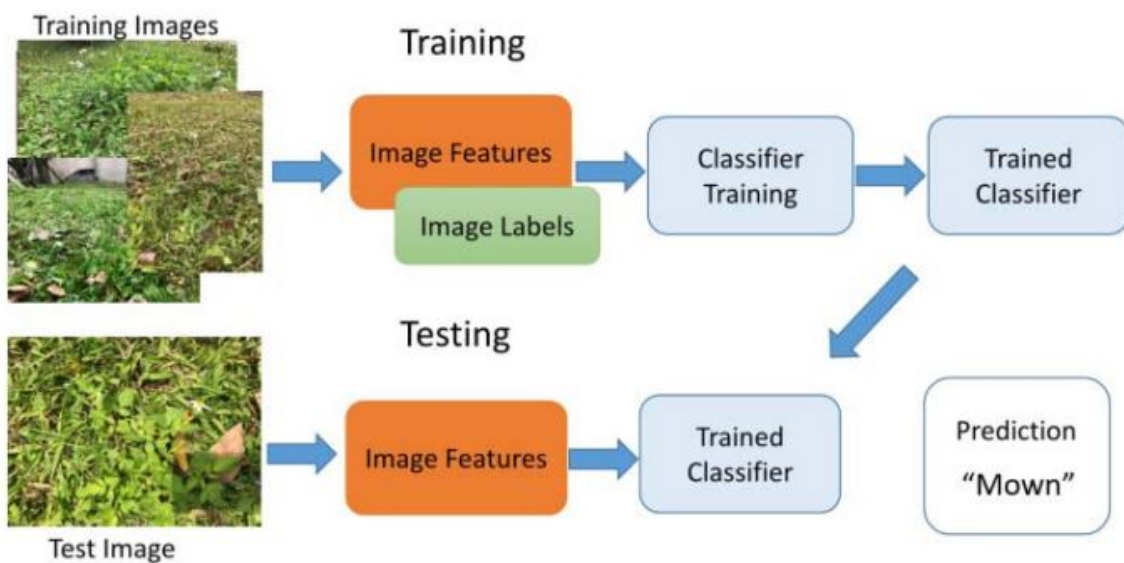 Training Images
Training
Image Features
Image Labels
Classifier
Training
Trained
Classifier
Testing
Image Features
Trained
Classifier
Prediction
“Mown”
Test Image